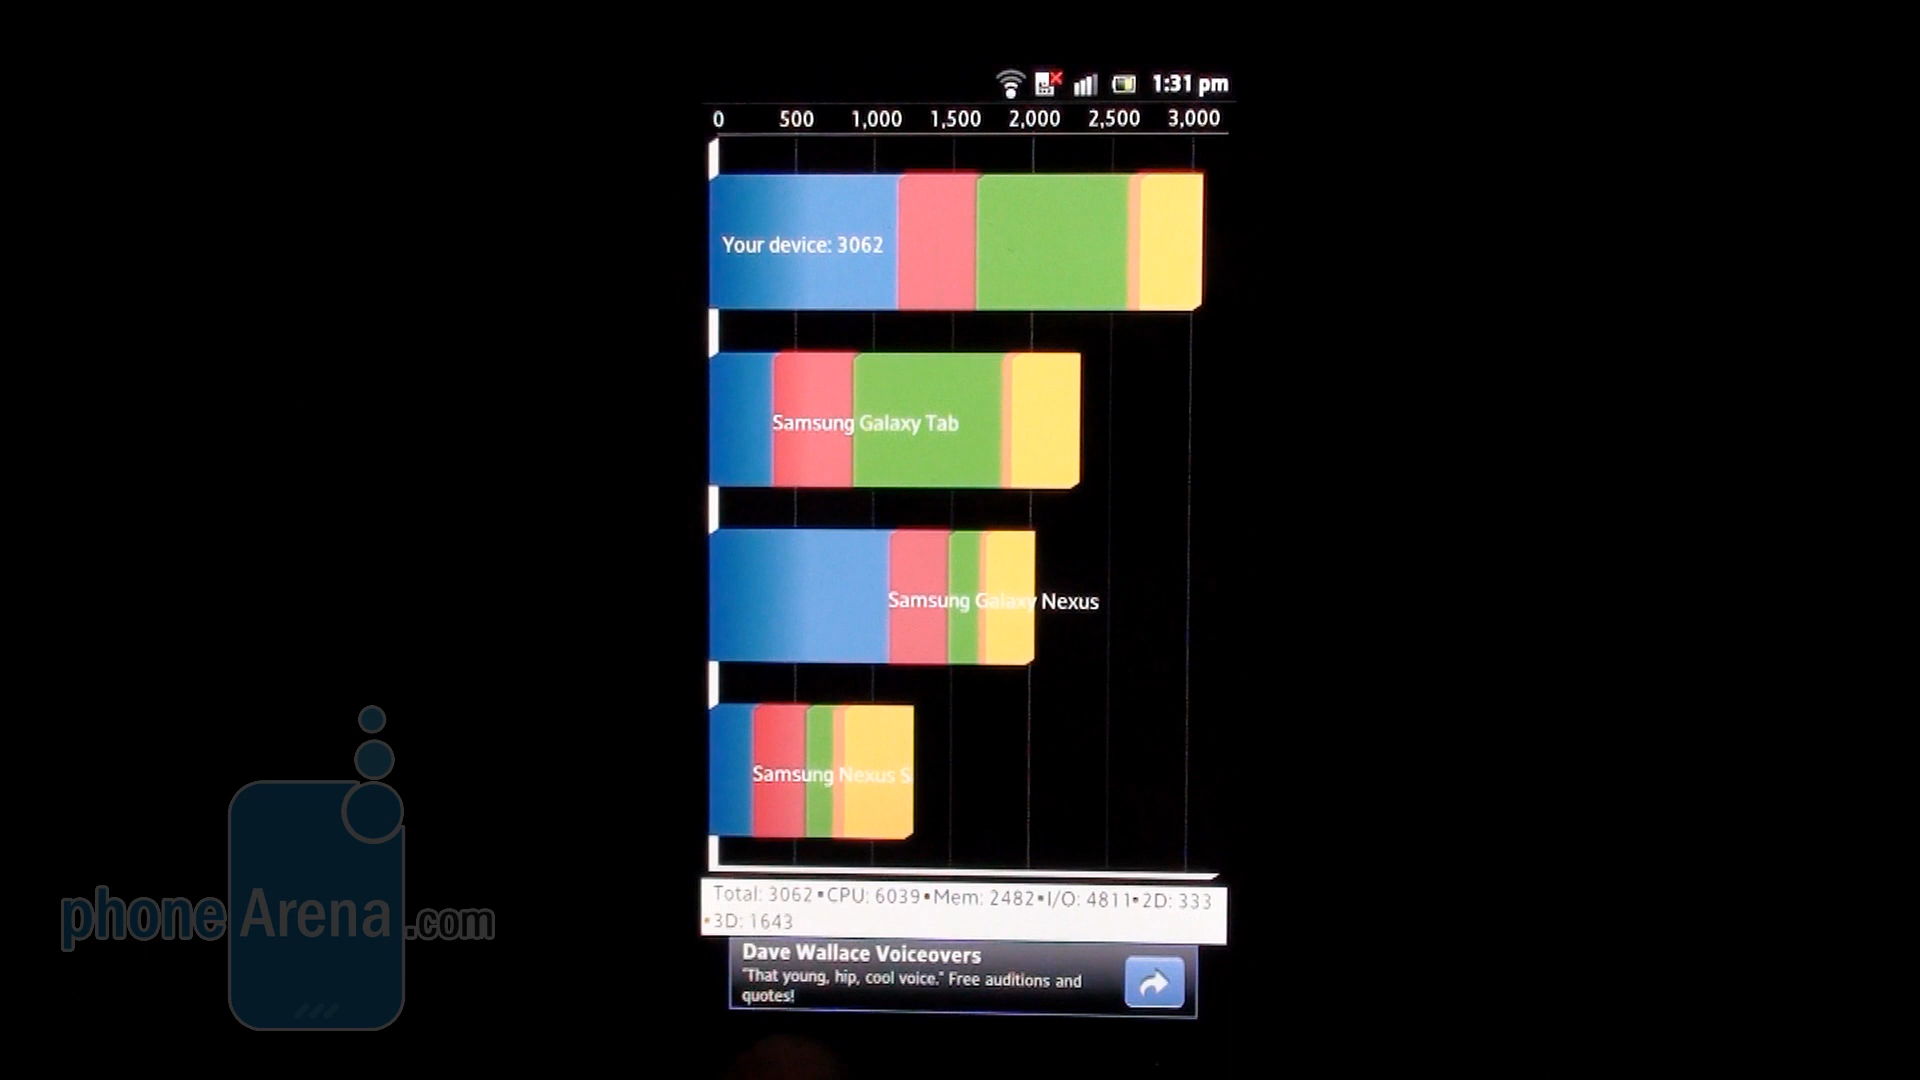 1:31 pm
0 500 1,000 1,500 2,000 2,500 3,000
Your device: 3062
Samsung Galaxy Tab
Samsung Galaxy Nexus
Samsung Nexus S
Total: 3062•CPU: 6039•Mem: 2482•I/O: 4811•2D: 333
•3D: 1643
Dave Wallace Voiceovers
"That young, hip, cool voice." Free auditions and
quotes!
phoneArena.com